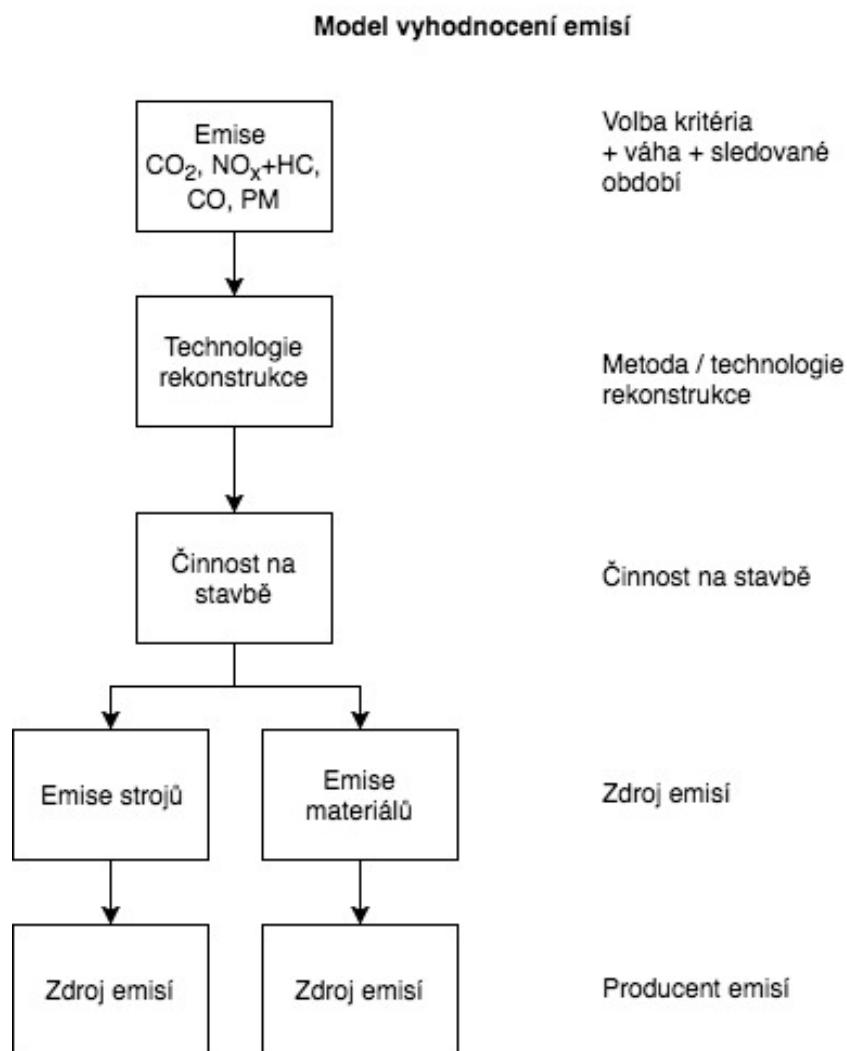 Model vyhodnocení emisí
Emise
CO₂, NOₓ+HC,
CO, PM
Volba kritéria
+ váha + sledované
období
Technologie
rekonstrukce
Metoda / technologie
rekonstrukce
Činnost na
stavbě
Činnost na stavbě
Emise strojů
Emise
materiálů
Zdroj emisí
Zdroj emisí
Zdroj emisí
Producent emisí